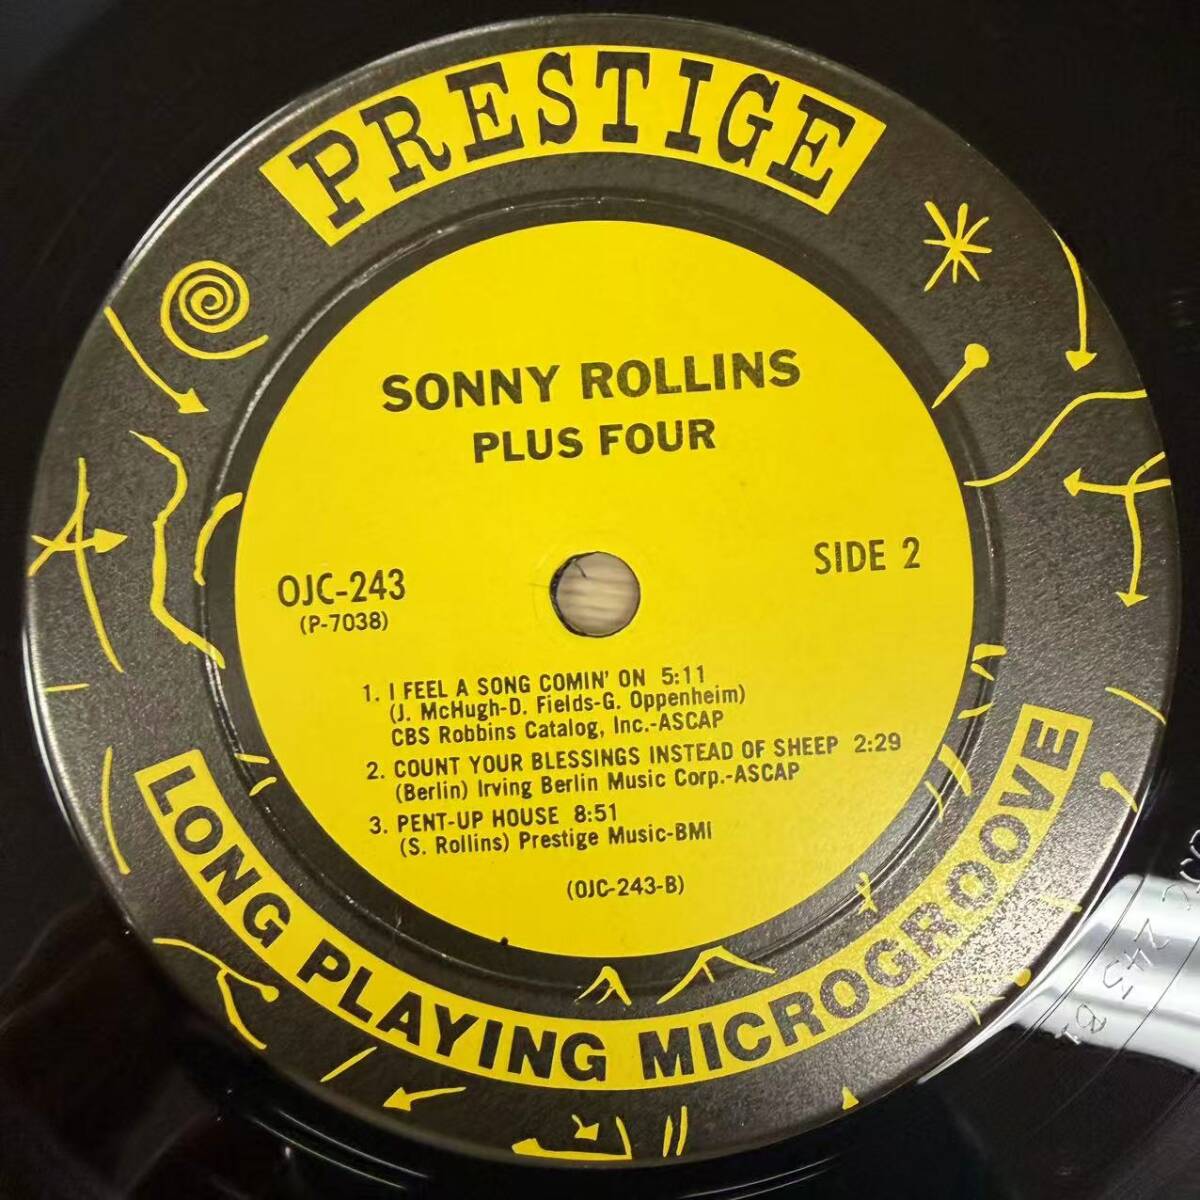 PRESTIGE
SONNY ROLLINS
PLUS FOUR
OJC-243
(P-7038)
SIDE 2
1. I FEEL A SONG COMIN' ON 5:11
(J. McHugh-D. Fields-G. Oppenheim)
CBS Robbins Catalog, Inc.-ASCAP
2. COUNT YOUR BLESSINGS INSTEAD OF SHEEP 2:29
(Berlin) Irving Berlin Music Corp.-ASCAP
3. PENT-UP HOUSE 8:51
(S. Rollins) Prestige Music-BMI
(OJC-243-B)
LONG PLAYING MICROGROOVE